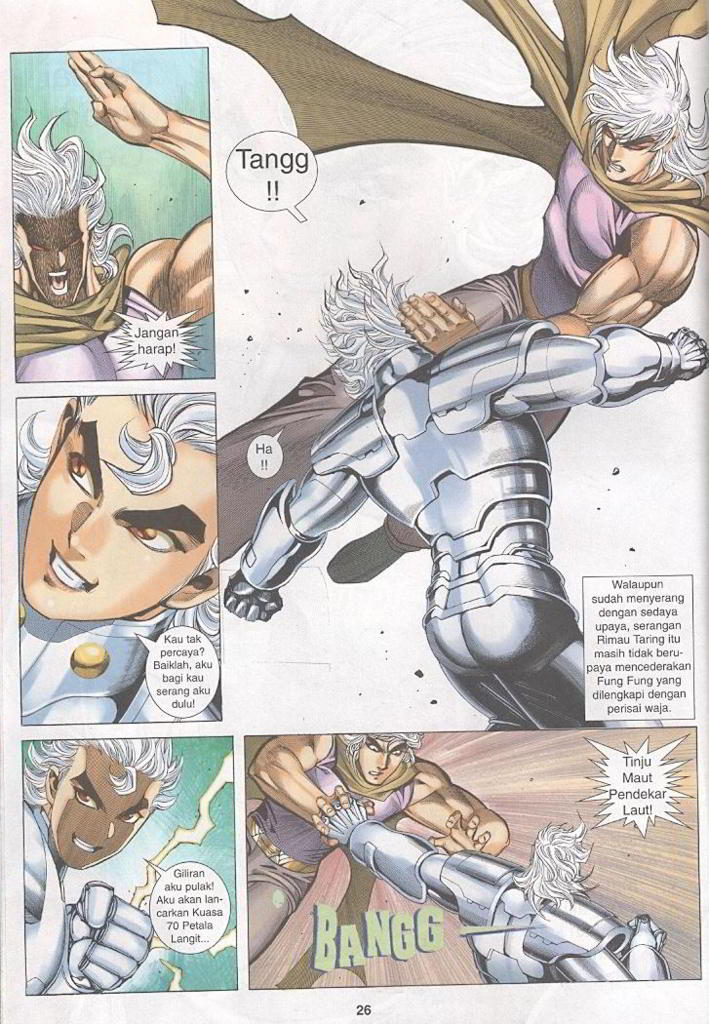 Jangan
harap!
Tangg
!!
Ha
!!
Kau tak
percaya?
Baiklah, aku
bagi kau
serang aku
dulu!
Walaupun
sudah menyerang
dengan sedaya
upaya, serangan
Rimau Taring itu
masih tidak beru-
paya mencederakan
Fung Fung yang
dilengkapi dengan
perisai waja.
Giliran
aku pulak!
Aku akan lan-
carkan Kuasa
70 Petala
Langit...
Tinju
Maut
Pendekar
Laut!
BANGG
26